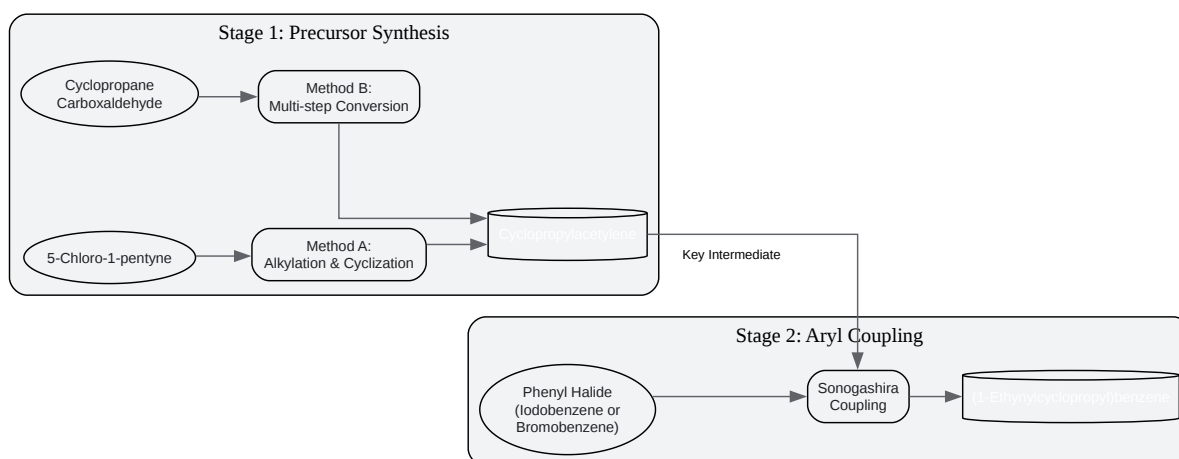 Stage 1: Precursor Synthesis
Cyclopropane
Carboxaldehyde
Method B:
Multi-step Conversion
5-Chloro-1-pentyne
Method A:
Alkylation & Cyclization
Cyclopropylacetylene
Key Intermediate
Stage 2: Aryl Coupling
Phenyl Halide
(Iodobenzene or
Bromobenzene)
Sonogashira
Coupling
(1-Ethynylcyclopropyl)benzene